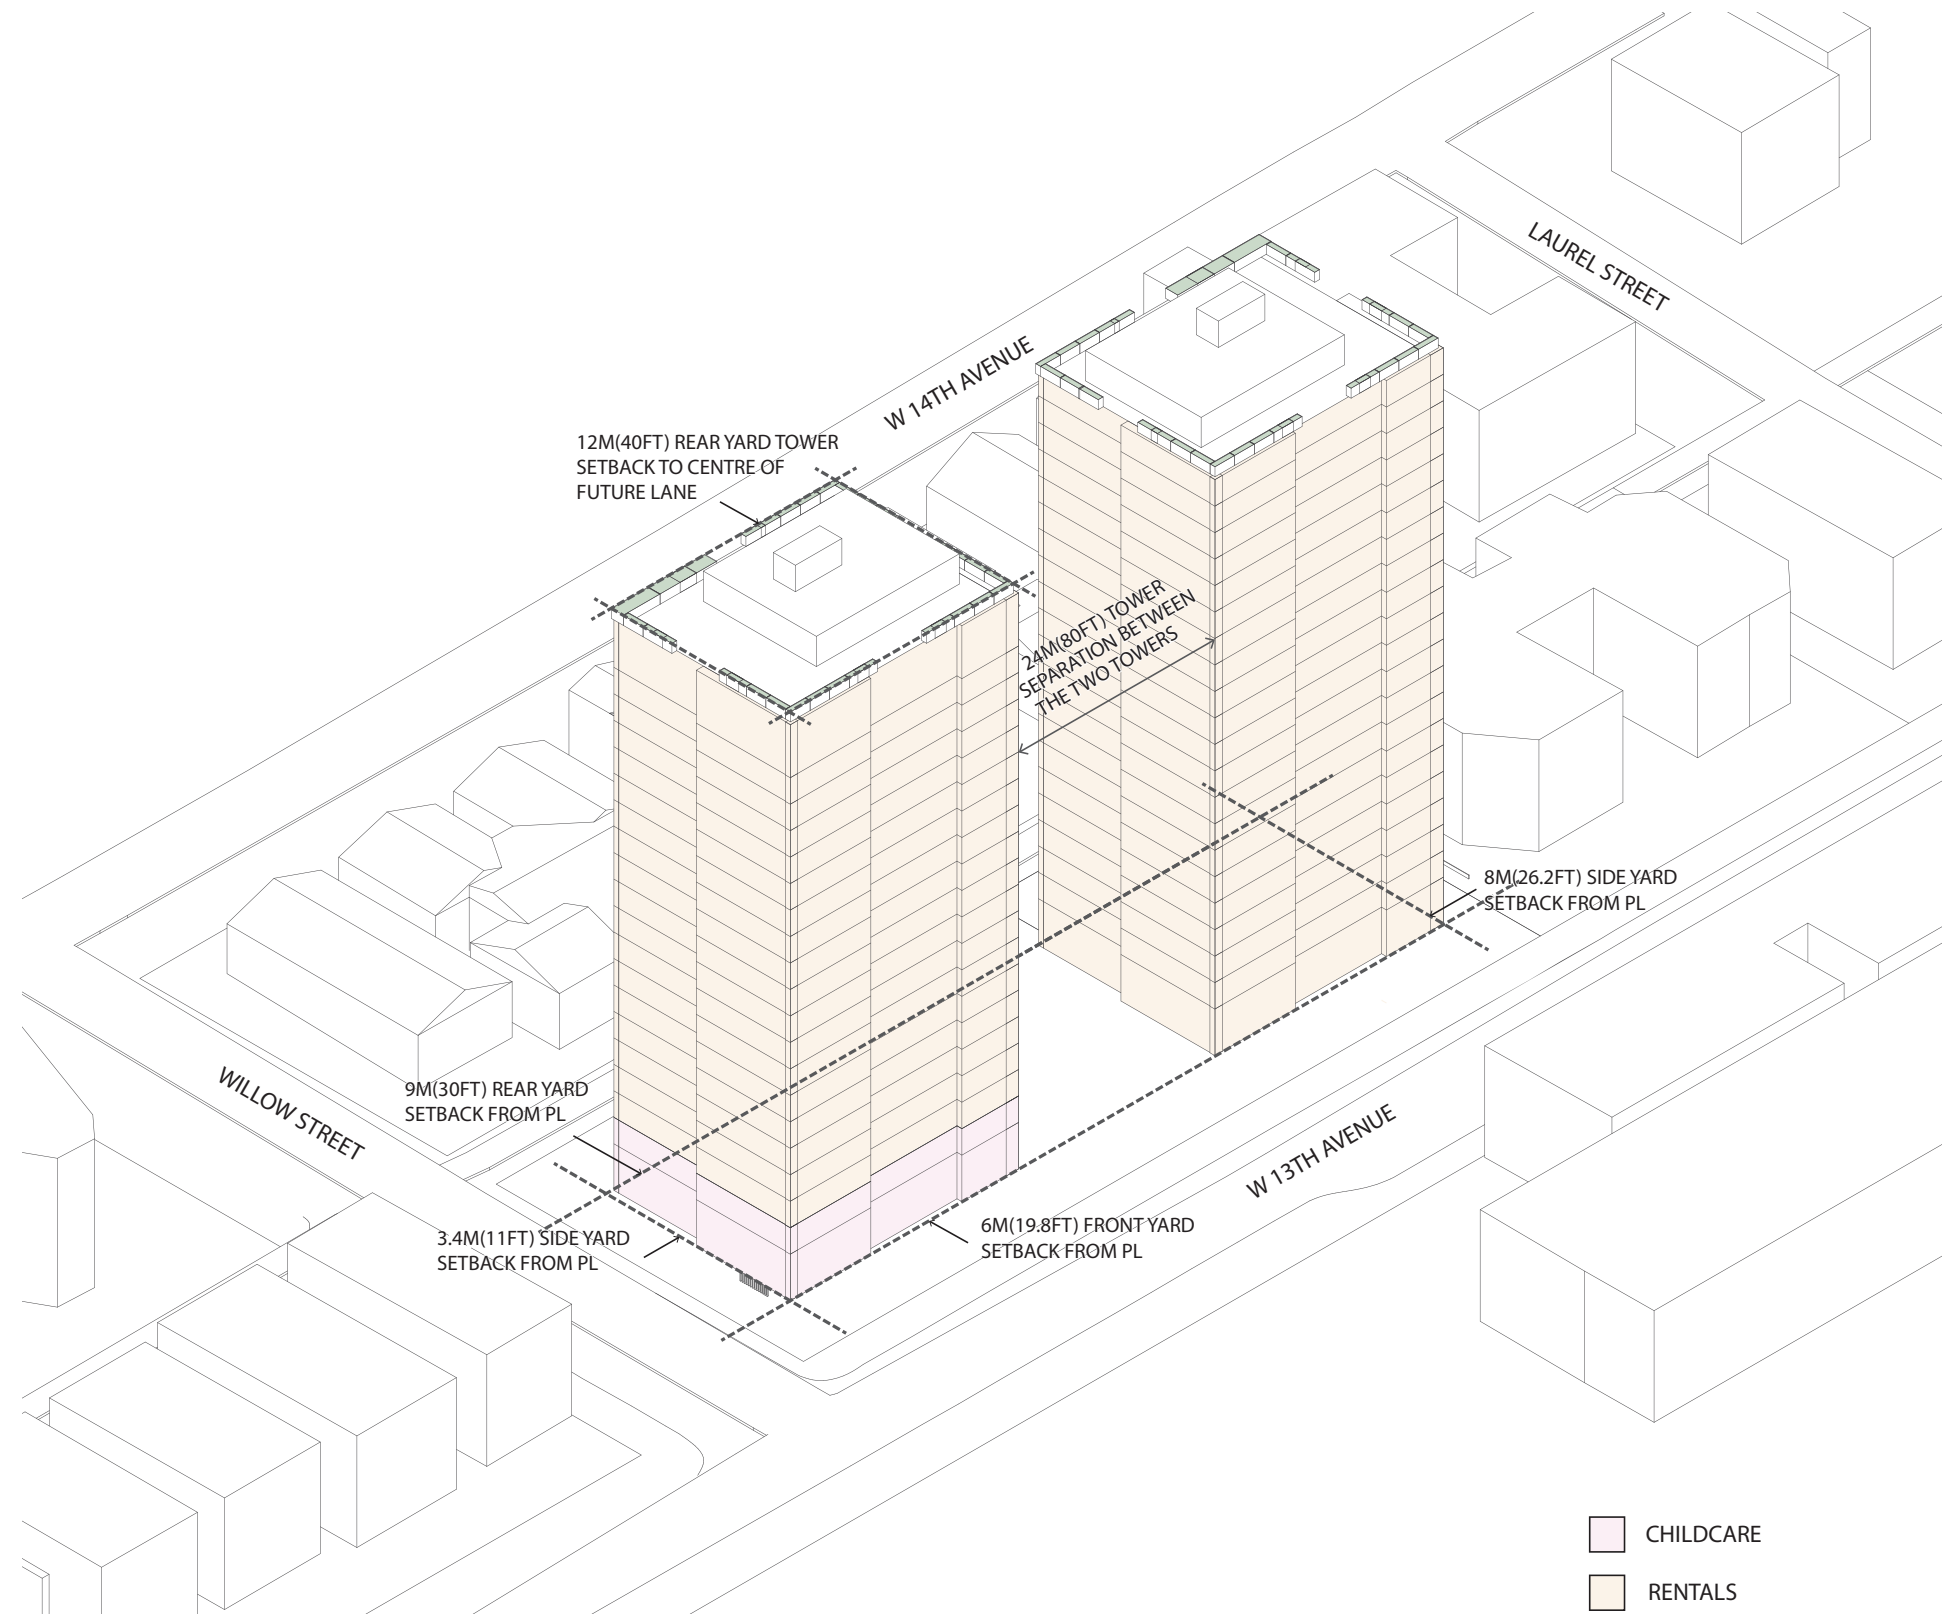 LAUREL STREET
W 14TH AVENUE
12M(40FT) REAR YARD TOWER
SETBACK TO CENTRE OF
FUTURE LANE
24M(80FT) TOWER
SEPARATION BETWEEN
THE TWO TOWERS
8M(26.2FT) SIDE YARD
SETBACK FROM PL
WILLOW STREET
9M(30FT) REAR YARD
SETBACK FROM PL
W 13TH AVENUE
3.4M(11FT) SIDE YARD
SETBACK FROM PL
6M(19.8FT) FRONT YARD
SETBACK FROM PL
CHILDCARE
RENTALS